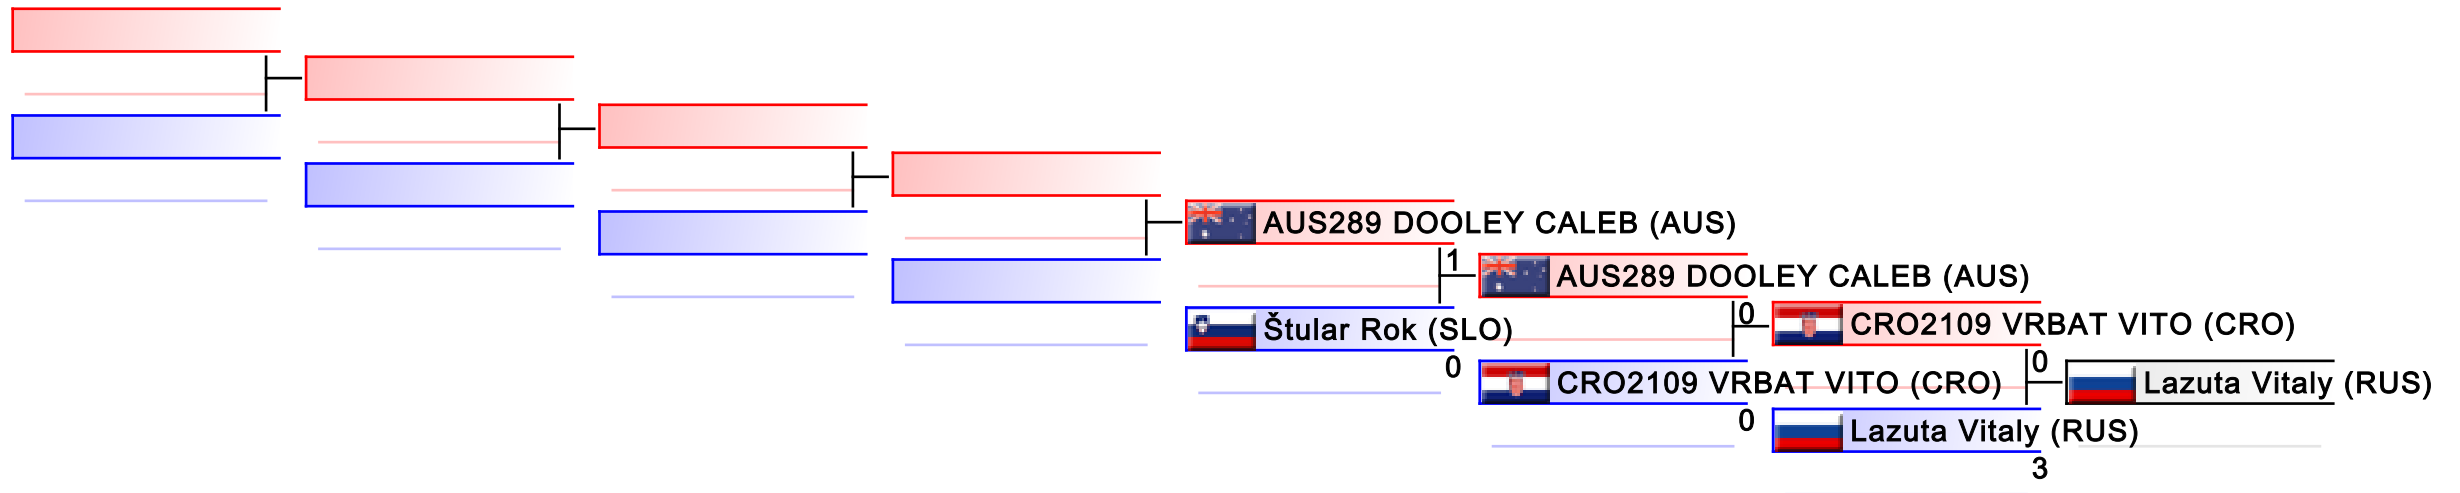 AUS289 DOOLEY CALEB (AUS)
1
Štular Rok (SLO)
0
AUS289 DOOLEY CALEB (AUS)
0
CRO2109 VRBAT VITO (CRO)
0
CRO2109 VRBAT VITO (CRO)
0
Lazuta Vitaly (RUS)
3
Lazuta Vitaly (RUS)